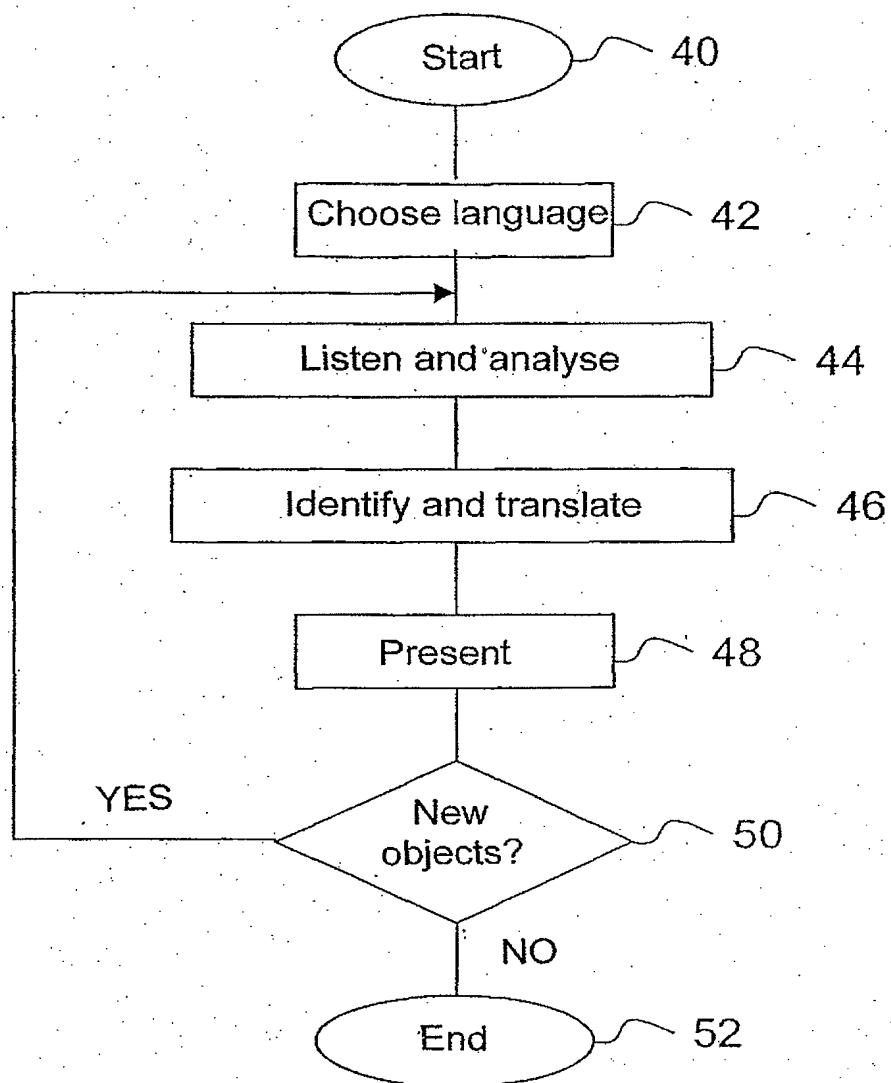 Start 40
Choose language 42
Listen and analyse 44
Identify and translate 46
Present 48
YES
New
objects? 50
NO
End 52